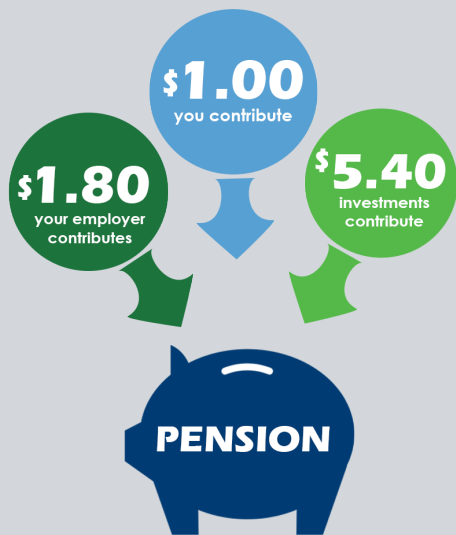 $1.00
you contribute
$1.80
your employer
contributes
$5.40
investments
contribute
PENSION